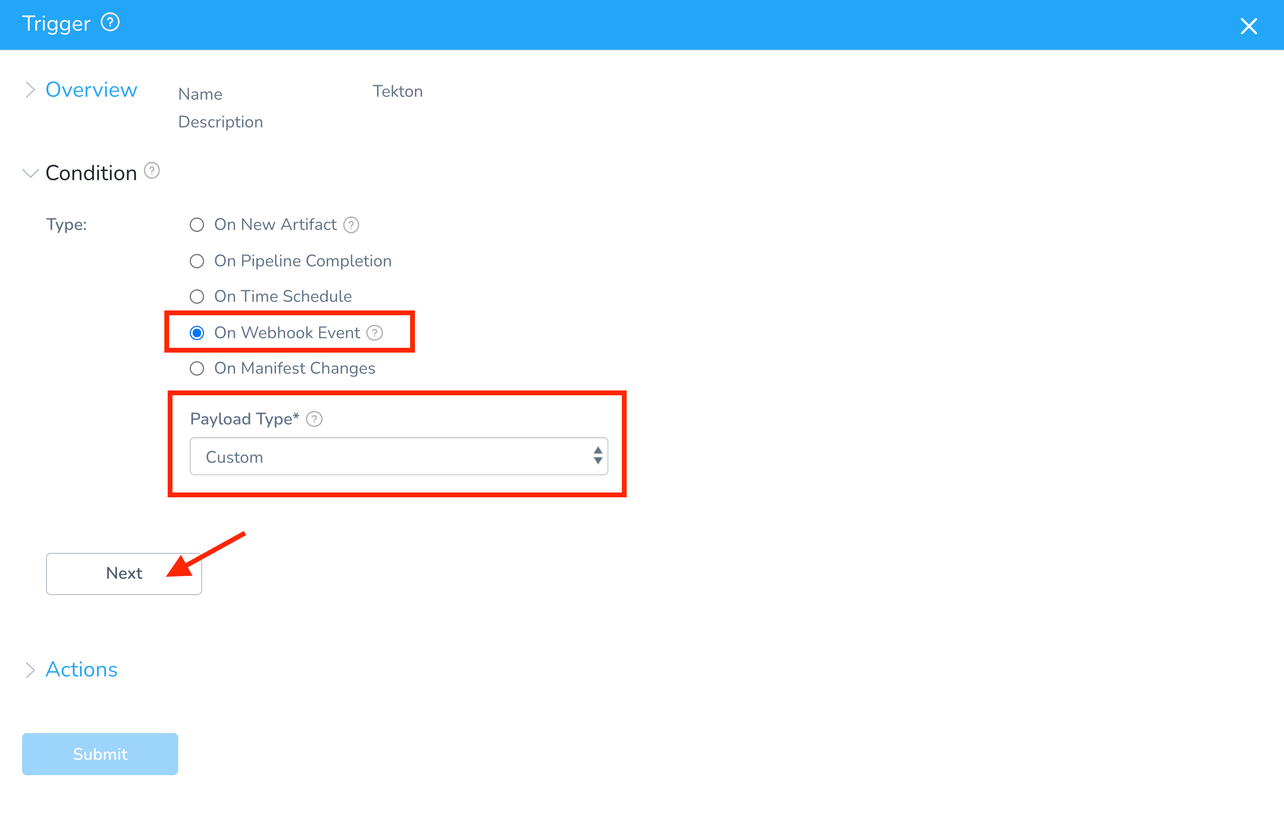 Trigger ?
Overview
Name Tekton
Description
Condition ?
Type:
On New Artifact ?
On Pipeline Completion
On Time Schedule
On Webhook Event ?
On Manifest Changes
Payload Type* ?
Custom
Next
Actions
Submit